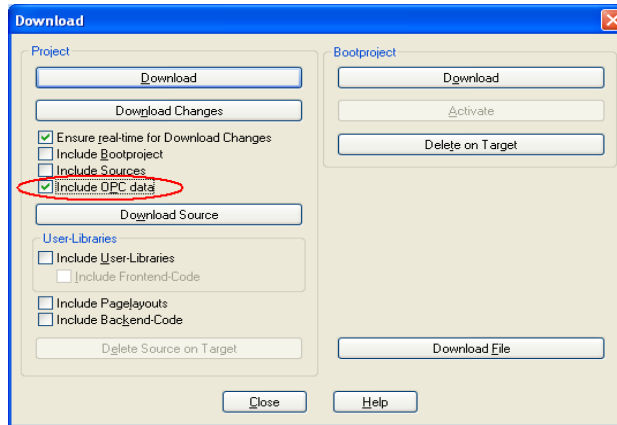 Download
Project
Download
Download Changes
Ensure real-time for Download Changes
Include Bootproject
Include Sources
Include OPC data
Download Source
User-Libraries
Include User-Libraries
Include Frontend-Code
Include Pagelayouts
Include Backend-Code
Delete Source on Target
Bootproject
Download
Activate
Delete on Target
Download File
Close
Help